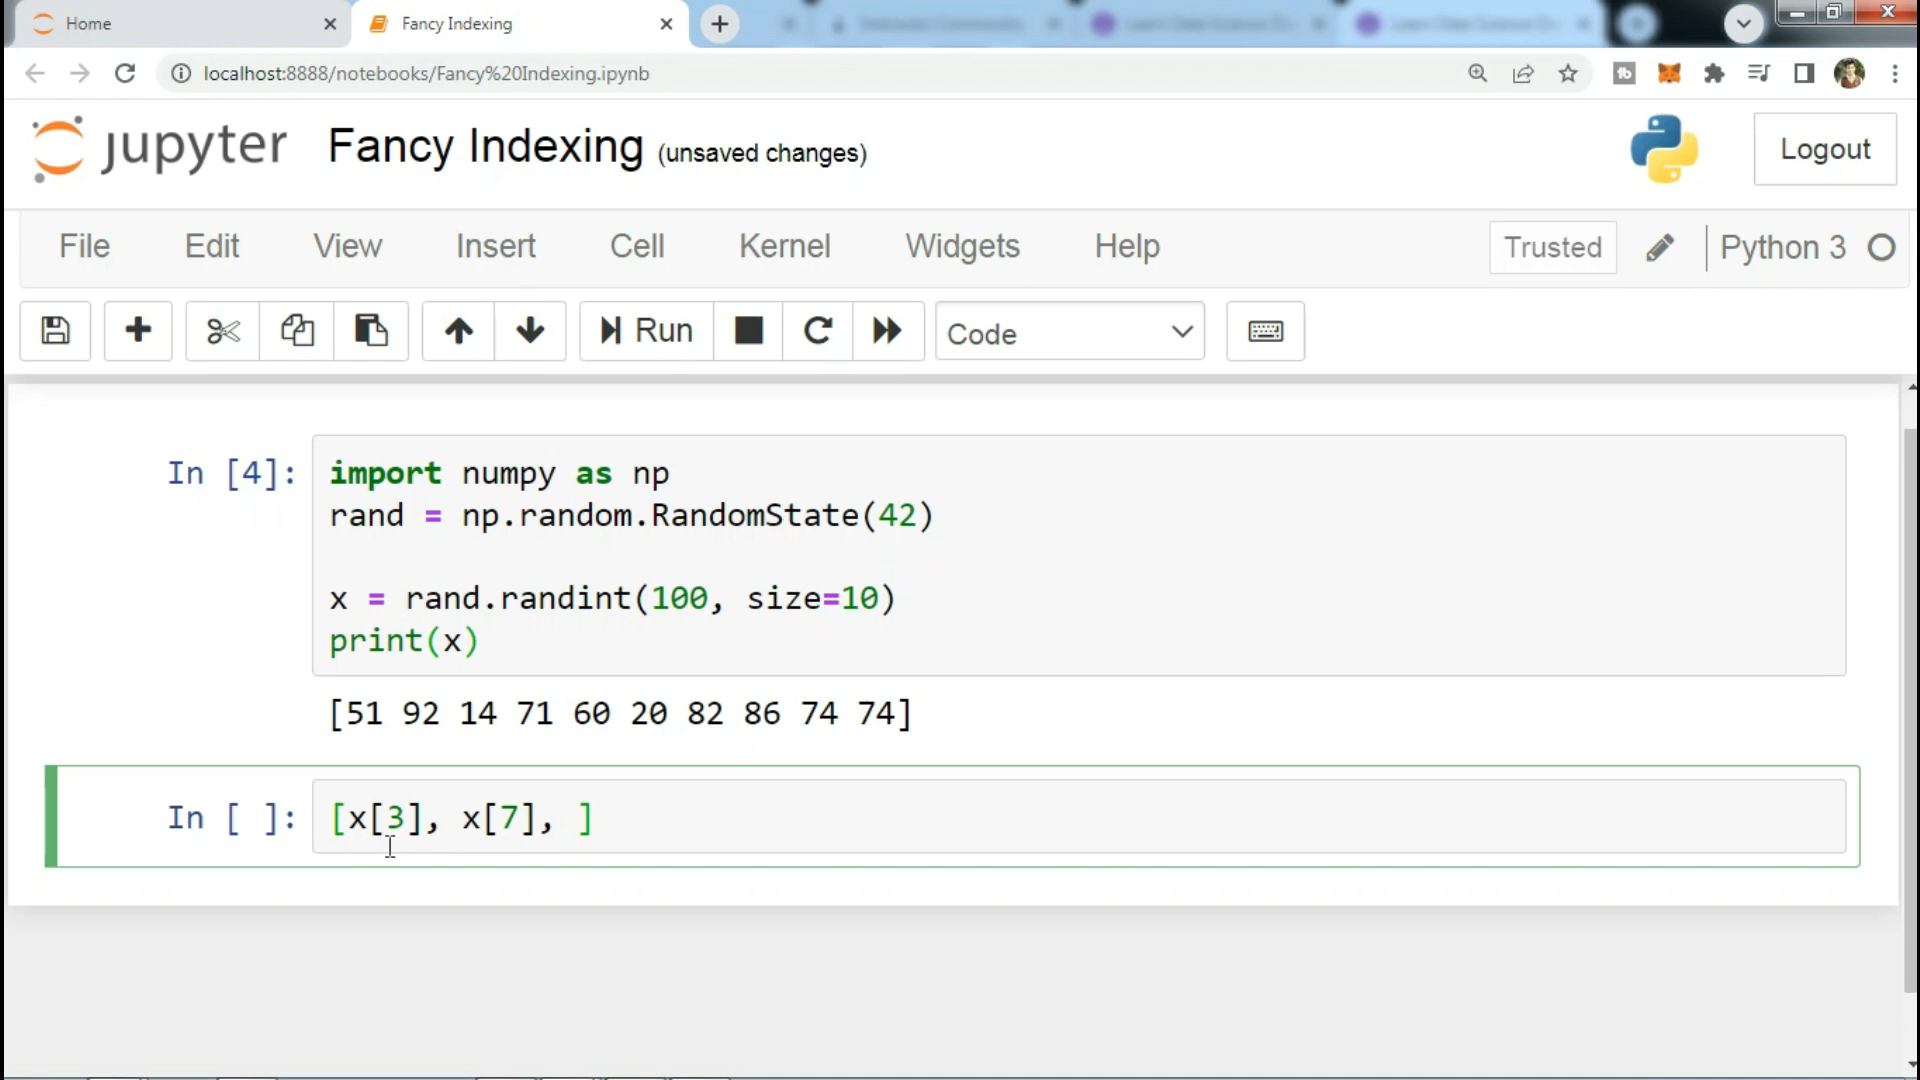 Home
Fancy Indexing
localhost:8888/notebooks/Fancy%20Indexing.ipynb
jupyter Fancy Indexing (unsaved changes)
Logout
File Edit View Insert Cell Kernel Widgets Help
Trusted
Python 3
Run
Code
In [4]:
import numpy as np
rand = np.random.RandomState(42)
x = rand.randint(100, size=10)
print(x)
[51 92 14 71 60 20 82 86 74 74]
In [ ]:
[x[3], x[7], ]